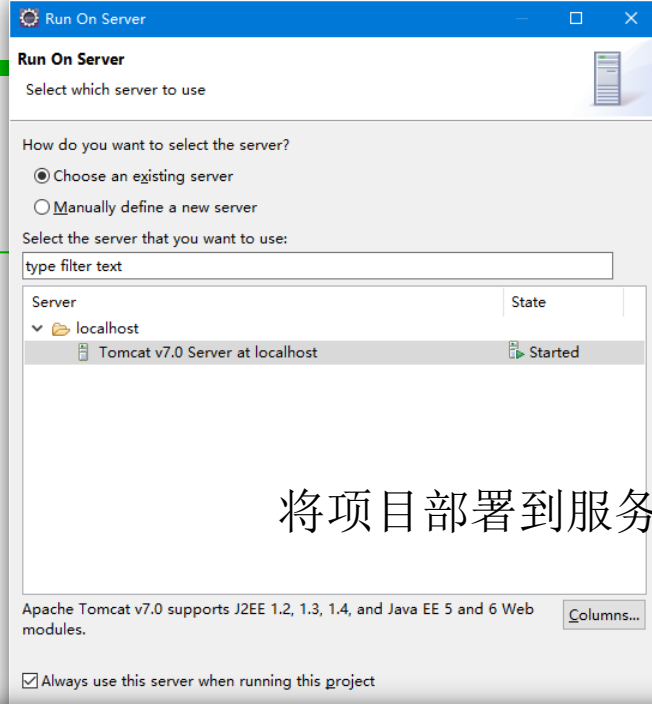 Run On Server
Run On Server
Select which server to use
How do you want to select the server?
Choose an existing server
Manually define a new server
Select the server that you want to use:
type filter text
Server State
localhost
Tomcat v7.0 Server at localhost Started
将项目部署到服务
Apache Tomcat v7.0 supports J2EE 1.2, 1.3, 1.4, and Java EE 5 and 6 Web
modules.
Columns...
Always use this server when running this project